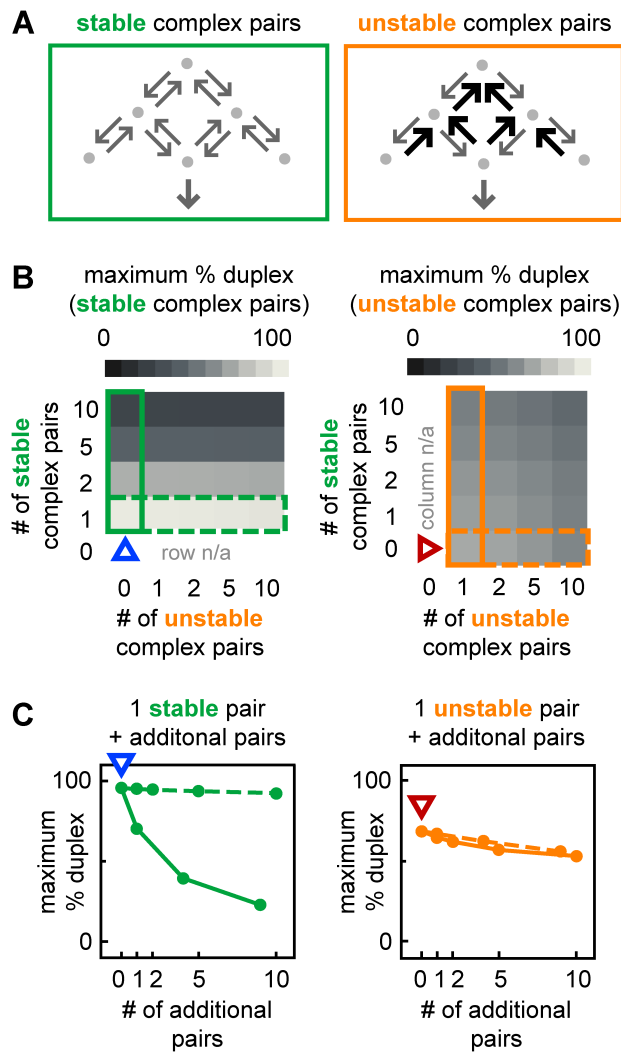 A
stable complex pairs
unstable complex pairs
B
maximum % duplex
(stable complex pairs)
0 100
# of stable
complex pairs
10
5
2
1
0
row n/a
0 1 2 5 10
# of unstable
complex pairs
maximum % duplex
(unstable complex pairs)
0 100
# of stable
complex pairs
10
5
2
1
0
column n/a
0 1 2 5 10
# of unstable
complex pairs
C
1 stable pair
+ additonal pairs
maximum
% duplex
100
0
0 1 2 5 10
# of additional
pairs
1 unstable pair
+ additonal pairs
maximum
% duplex
100
0
0 1 2 5 10
# of additional
pairs